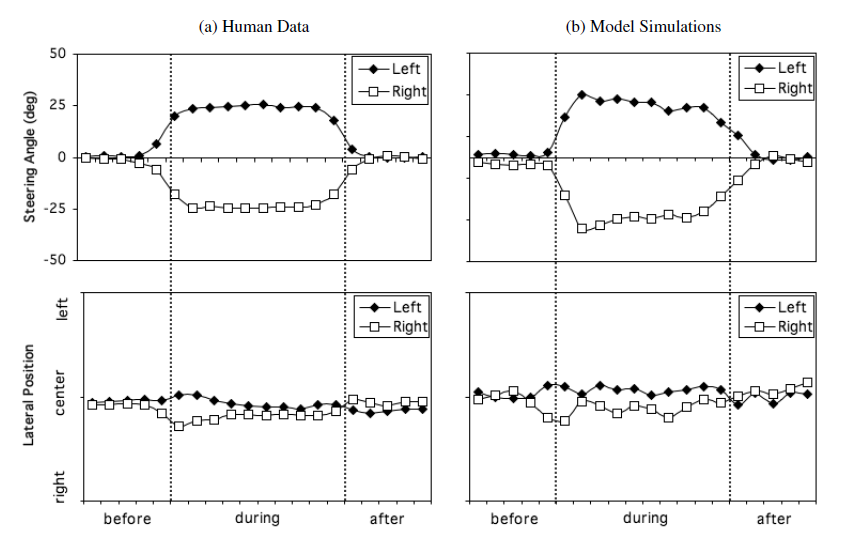 (a) Human Data
(b) Model Simulations
Steering Angle (deg)
50
25
0
-25
-50
Left
Right
Left
Right
Lateral Position
left
center
right
Left
Right
Left
Right
before during after
before during after